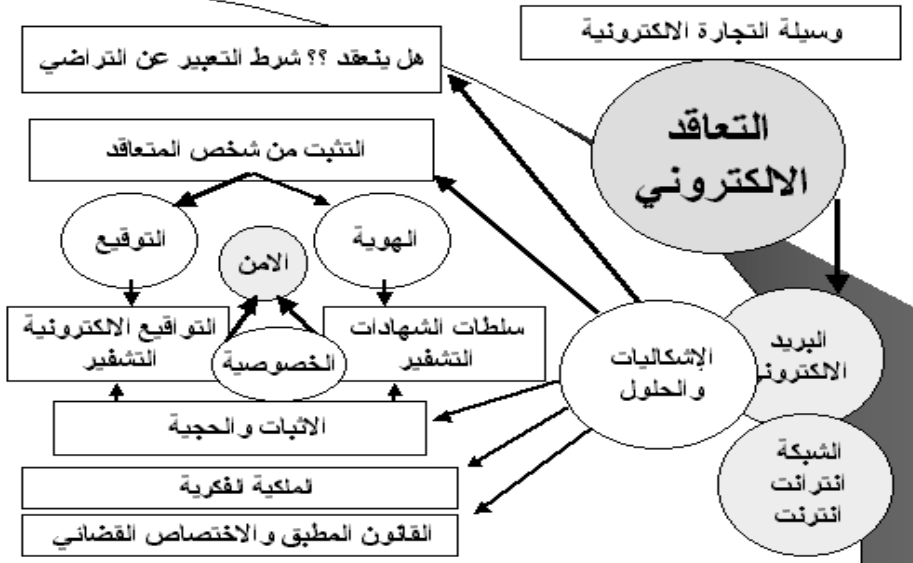 وسيلة التجارة الالكترونية
هل ينعقد ؟؟ شرط التعبير عن التراضي
التعاقد
الالكتروني
التثبت من شخص المتعاقد
الهوية
الامن
التوقيع
البريد
الالكتروني
الإشكاليات
والحلول
سلطات الشهادات
التشفير
الخصوصية
التواقيع الالكترونية
التشفير
الاثبات والحجية
الشبكة
انترانت
انترنت
الملكية الفكرية
القانون المطبق والاختصاص القضائي